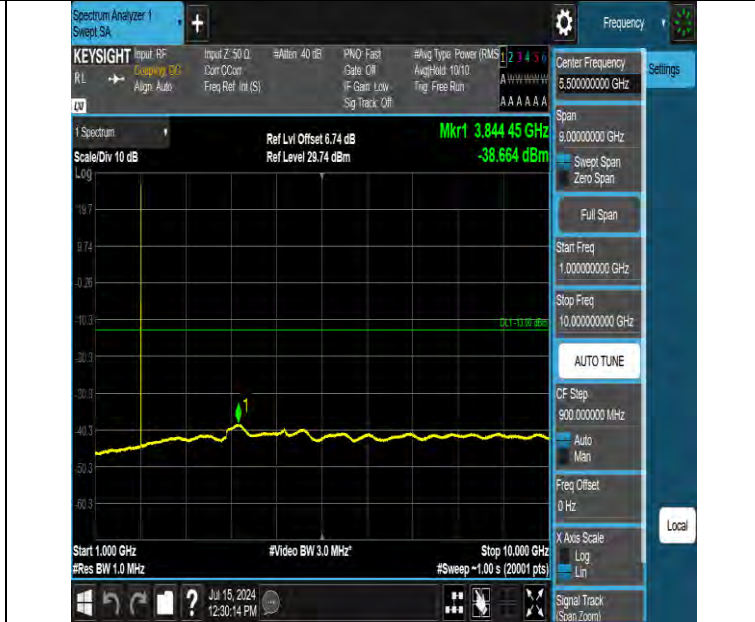 Spectrum Analyzer 1
Swept SA
+
Frequency
KEYSIGHT Input: RF Input Z: 50 Ω #Atten: 40 dB PNO: Fast #Avg Type: Power (RMS 1 2 3 4 5 6
RL Coupling: DC Corr CCorr Gate: Off Avg|Hold: 10/10
Align: Auto Freq Ref: Int (S) IF Gain: Low Trig: Free Run
Sig Track: Off A A A A A A
LXI
1 Spectrum
Scale/Div 10 dB
Ref Lvl Offset 6.74 dB
Ref Level 29.74 dBm
Mkr1 3.844 45 GHz
-38.664 dBm
Log
19.7
9.74
-0.26
-10.3
DL1 -13.00 dBm
-20.3
-30.3
1
-40.3
-50.3
-60.3
Start 1.000 GHz #Video BW 3.0 MHz* Stop 10.000 GHz
#Res BW 1.0 MHz #Sweep ~1.00 s (20001 pts)
?
Jul 15, 2024
12:30:14 PM
Center Frequency
5.500000000 GHz
Settings
Span
9.00000000 GHz
Swept Span
Zero Span
Full Span
Start Freq
1.000000000 GHz
Stop Freq
10.000000000 GHz
AUTO TUNE
CF Step
900.000000 MHz
Auto
Man
Freq Offset
0 Hz
X Axis Scale
Log
Lin
Local
Signal Track
(Span Zoom)